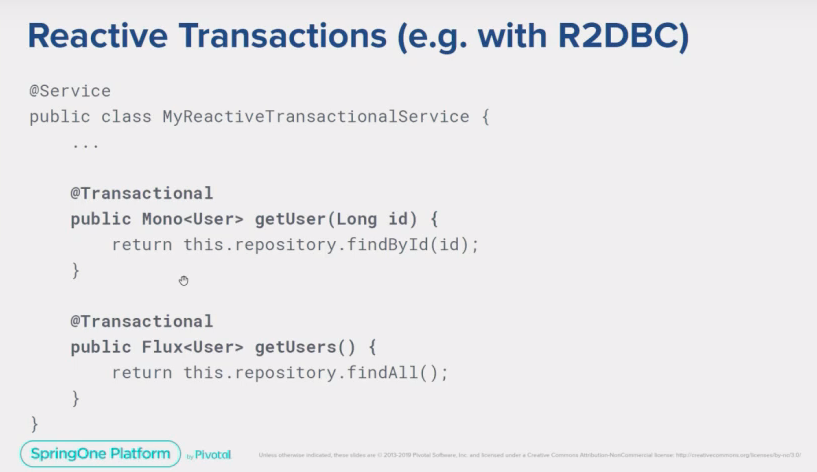 Reactive Transactions (e.g. with R2DBC)
@Service
public class MyReactiveTransactionalService {
...
@Transactional
public Mono<User> getUser(Long id) {
return this.repository.findById(id);
}
@Transactional
public Flux<User> getUsers() {
return this.repository.findAll();
}
}
SpringOne Platform by Pivotal
Unless otherwise indicated, these slides are © 2013-2019 Pivotal Software, Inc. and licensed under a Creative Commons Attribution-NonCommercial license: http://creativecommons.org/licenses/by-nc/3.0/